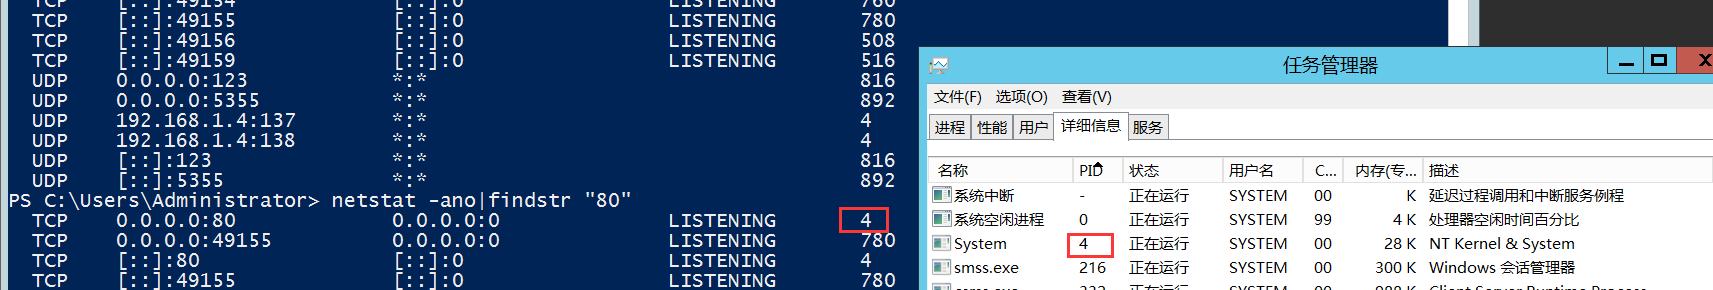 TCP [::]:49154 [::]:0 LISTENING 760
TCP [::]:49155 [::]:0 LISTENING 780
TCP [::]:49156 [::]:0 LISTENING 508
TCP [::]:49159 [::]:0 LISTENING 516
UDP 0.0.0.0:123 *:* 816
UDP 0.0.0.0:5355 *:* 892
UDP 192.168.1.4:137 *:* 4
UDP 192.168.1.4:138 *:* 4
UDP [::]:123 *:* 816
UDP [::]:5355 *:* 892
PS C:\Users\Administrator> netstat -ano|findstr "80"
TCP 0.0.0.0:80 0.0.0.0:0 LISTENING 4
TCP 0.0.0.0:49155 0.0.0.0:0 LISTENING 780
TCP [::]:80 [::]:0 LISTENING 4
TCP [::]:49155 [::]:0 LISTENING 780
任务管理器
文件(F) 选项(O) 查看(V)
进程 性能 用户 详细信息 服务
名称 PID 状态 用户名 C... 内存(专... 描述
系统中断 - 正在运行 SYSTEM 00 K 延迟过程调用和中断服务例程
系统空闲进程 0 正在运行 SYSTEM 99 4 K 处理器空闲时间百分比
System 4 正在运行 SYSTEM 00 28 K NT Kernel & System
smss.exe 216 正在运行 SYSTEM 00 300 K Windows 会话管理器